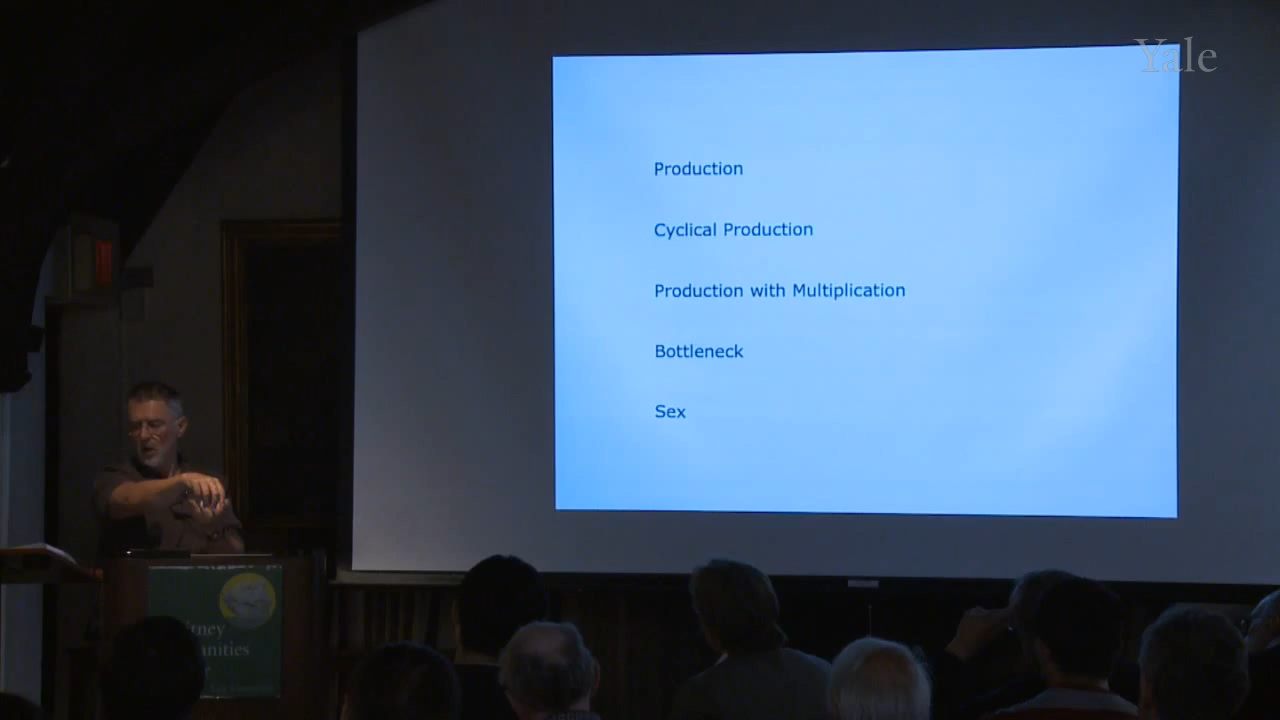 Yale
Production
Cyclical Production
Production with Multiplication
Bottleneck
Sex